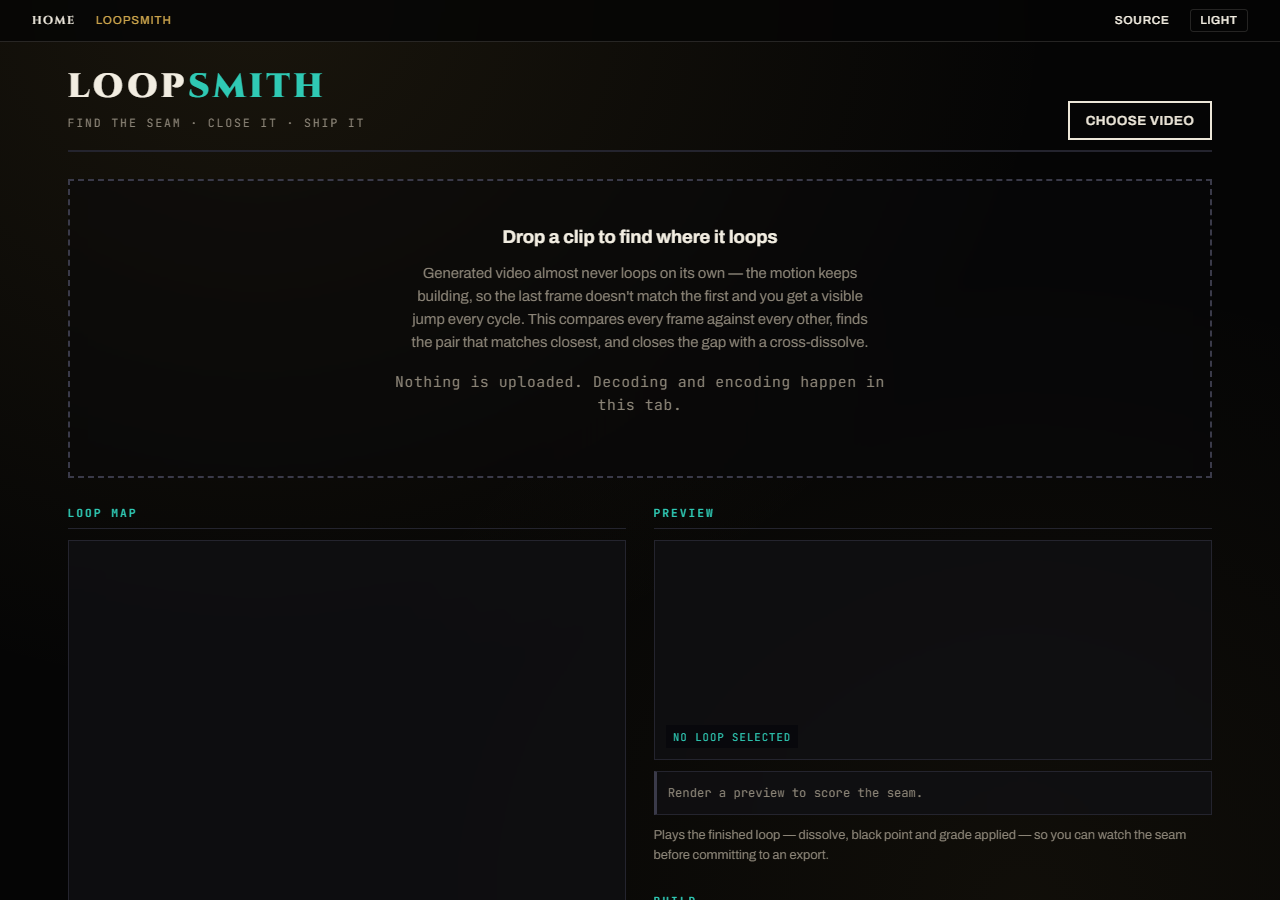 HOME LOOPSMITH SOURCE LIGHT
LOOPSMITH
FIND THE SEAM · CLOSE IT · SHIP IT
CHOOSE VIDEO
Drop a clip to find where it loops
Generated video almost never loops on its own — the motion keeps
building, so the last frame doesn't match the first and you get a visible
jump every cycle. This compares every frame against every other, finds
the pair that matches closest, and closes the gap with a cross-dissolve.
Nothing is uploaded. Decoding and encoding happen in
this tab.
LOOP MAP
PREVIEW
NO LOOP SELECTED
Render a preview to score the seam.
Plays the finished loop — dissolve, black point and grade applied — so you can watch the seam
before committing to an export.